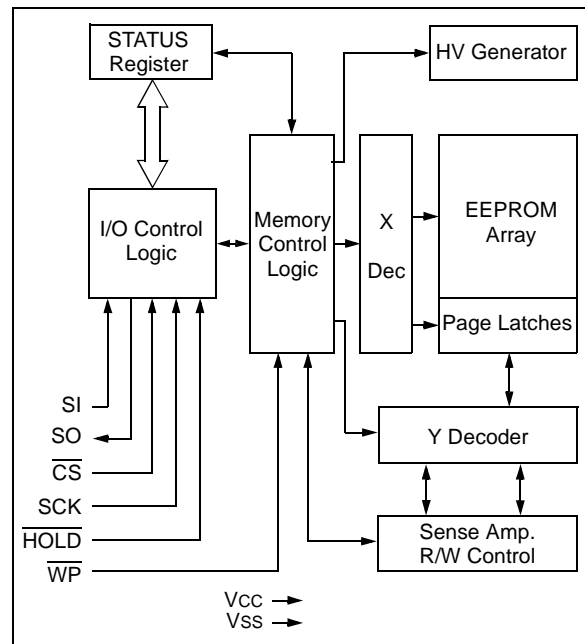 STATUS
Register
HV Generator
I/O Control
Logic
Memory
Control
Logic
X
Dec
EEPROM
Array
Page Latches
SI
SO
CS
SCK
HOLD
WP
Y Decoder
Sense Amp.
R/W Control
VCC
VSS